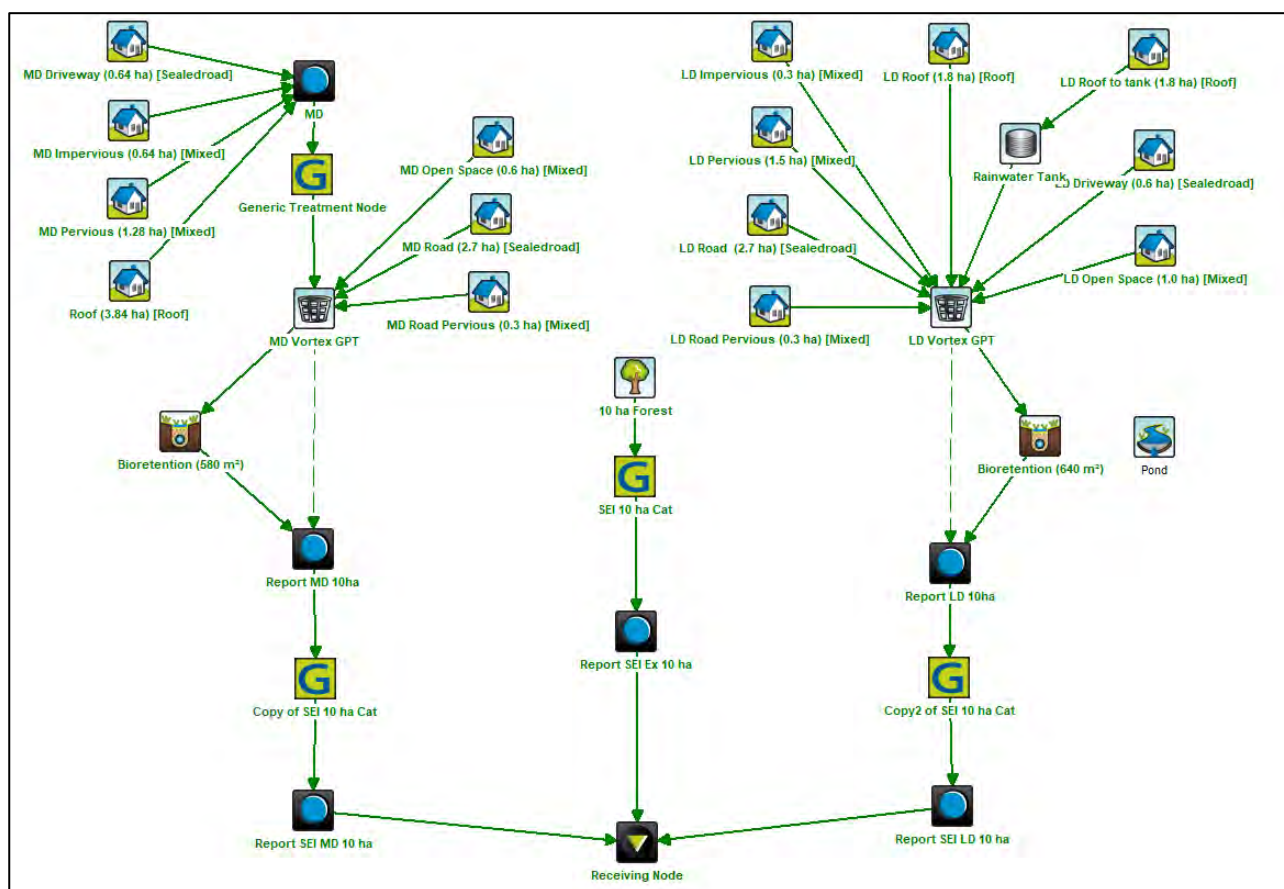 MD Driveway (0.64 ha) [Sealedroad]
MD
MD Impervious (0.64 ha) [Mixed]
MD Pervious (1.28 ha) [Mixed]
Roof (3.84 ha) [Roof]
G
Generic Treatment Node
MD Open Space (0.6 ha) [Mixed]
MD Road (2.7 ha) [Sealedroad]
MD Road Pervious (0.3 ha) [Mixed]
MD Vortex GPT
Bioretention (580 m²)
Report MD 10ha
G
Copy of SEI 10 ha Cat
Report SEI MD 10 ha
10 ha Forest
G
SEI 10 ha Cat
Report SEI Ex 10 ha
Receiving Node
LD Impervious (0.3 ha) [Mixed]
LD Roof (1.8 ha) [Roof]
LD Roof to tank (1.8 ha) [Roof]
LD Pervious (1.5 ha) [Mixed]
Rainwater Tank
LD Driveway (0.6 ha) [Sealedroad]
LD Road (2.7 ha) [Sealedroad]
LD Open Space (1.0 ha) [Mixed]
LD Road Pervious (0.3 ha) [Mixed]
LD Vortex GPT
Bioretention (640 m²)
Pond
Report LD 10ha
G
Copy2 of SEI 10 ha Cat
Report SEI LD 10 ha